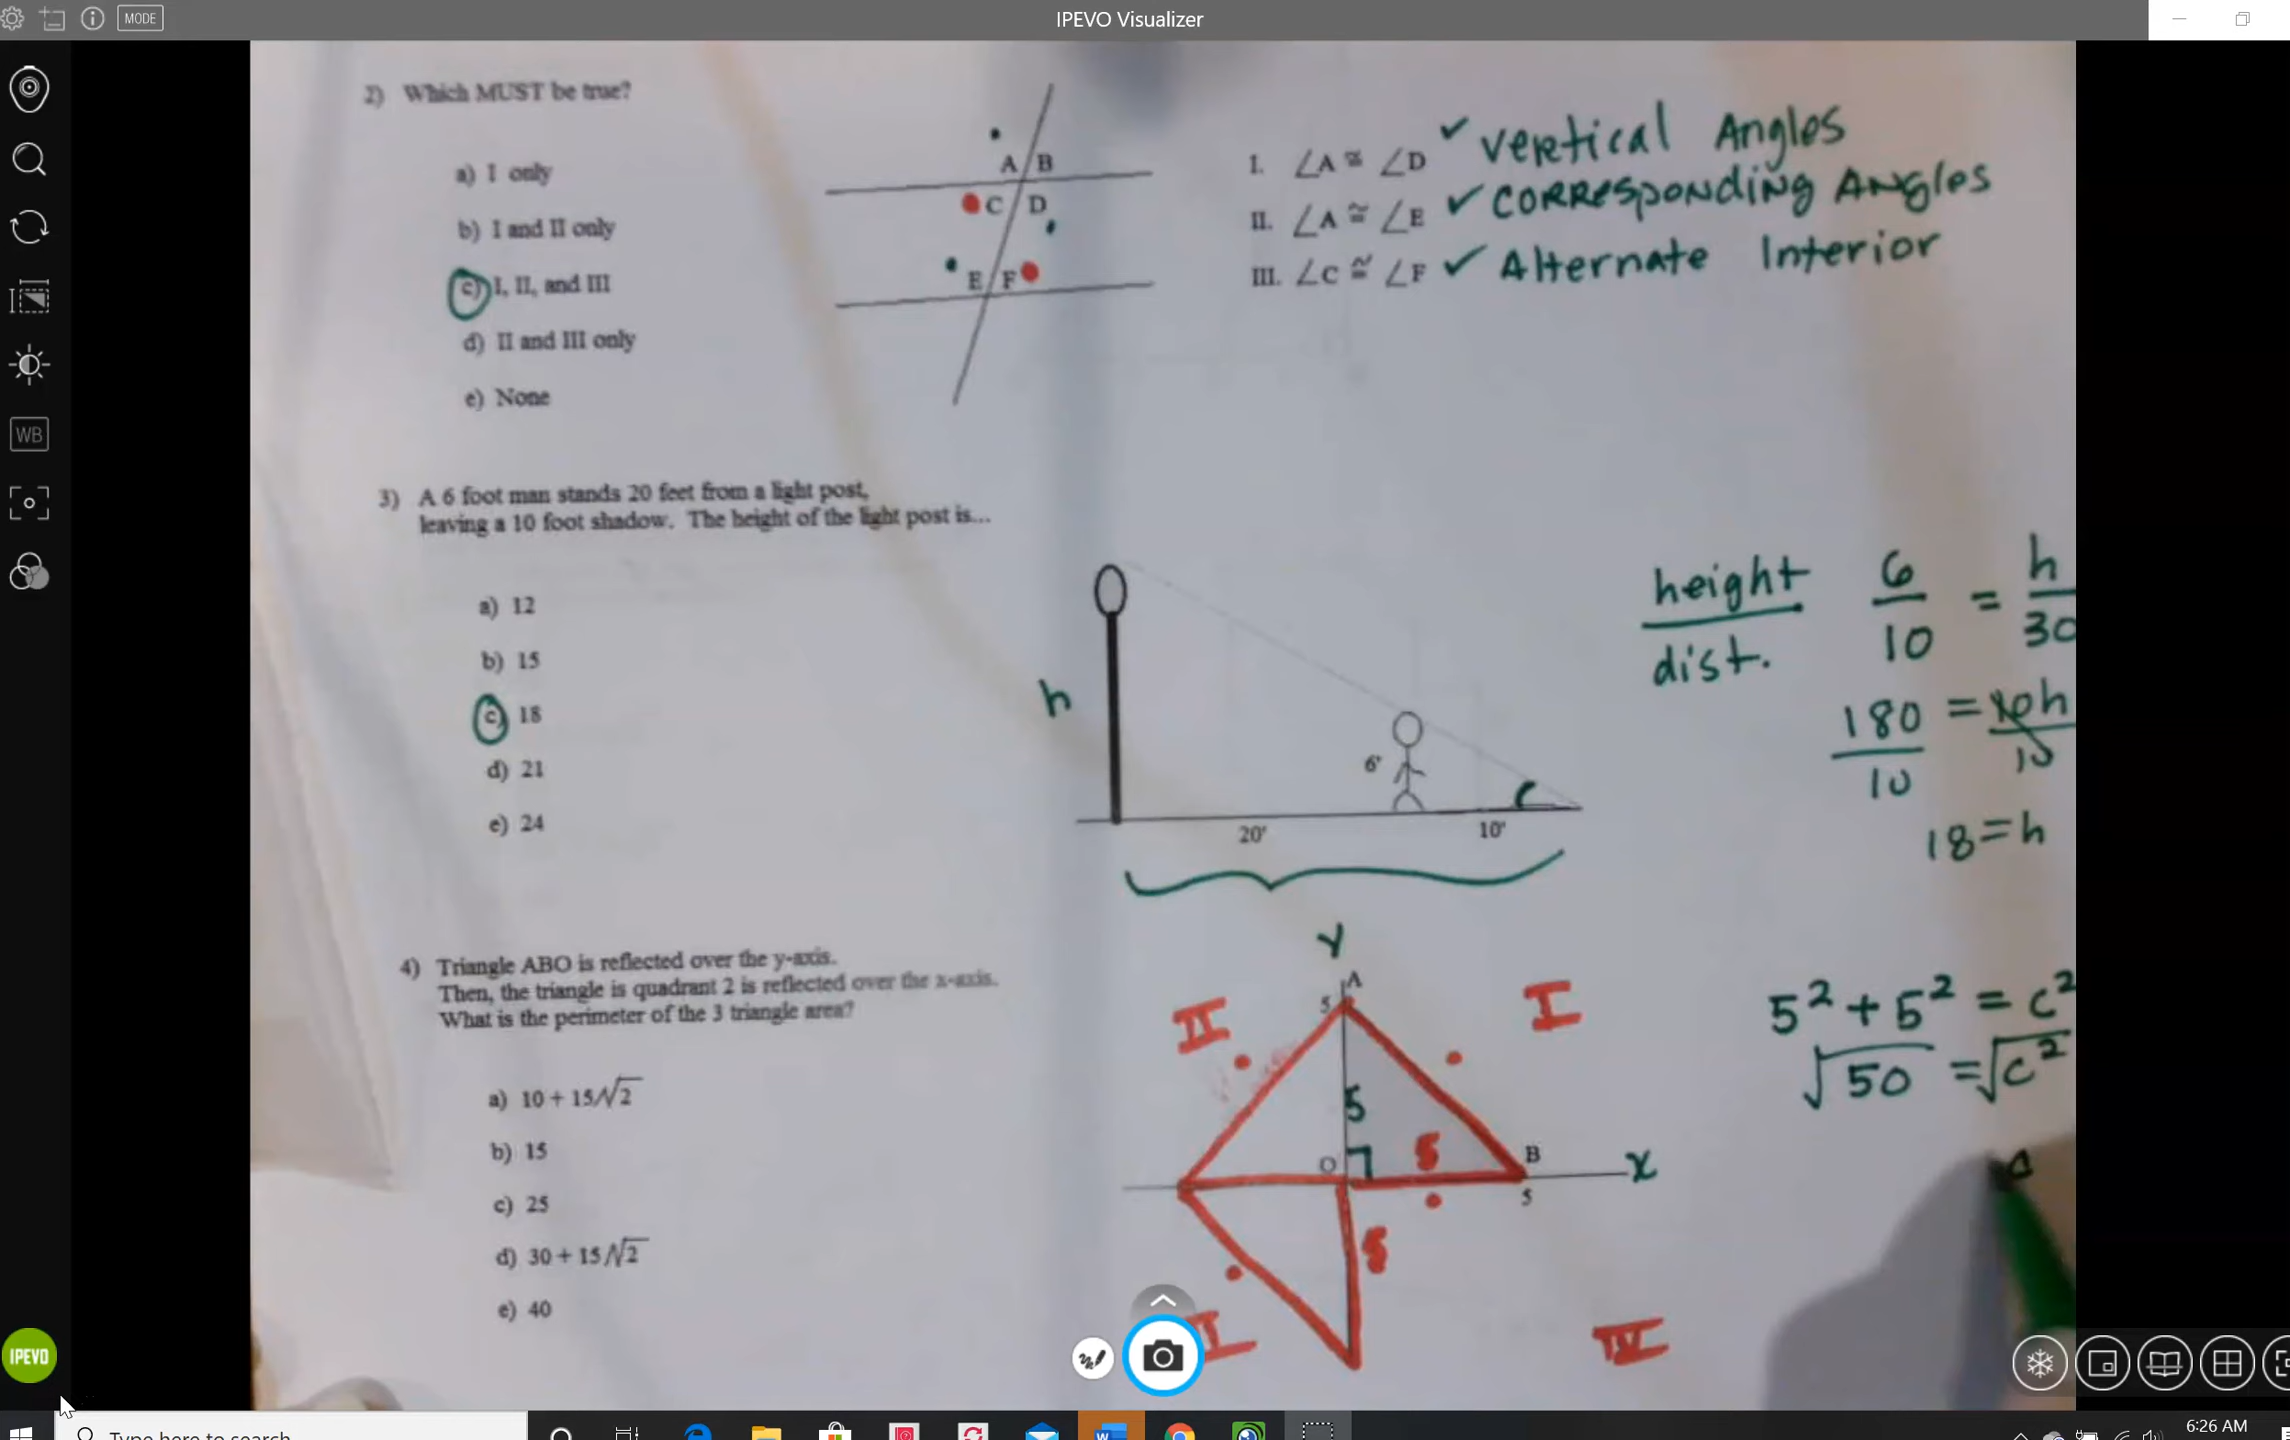 MODE
IPEVO Visualizer
2) Which MUST be true?
a) I only
b) I and II only
c) I, II, and III
d) II and III only
e) None
A B
C D
E F
I. ∠A ≅ ∠D ✓ Vertical Angles
II. ∠A ≅ ∠E ✓ Corresponding Angles
III. ∠C ≅ ∠F ✓ Alternate Interior
WB
3) A 6 foot man stands 20 feet from a light post,
leaving a 10 foot shadow. The height of the light post is...
a) 12
b) 15
c) 18
d) 21
e) 24
h
6'
20'
10'
height 6 = h
dist. 10 30
180 = 10h
10 10
18 = h
4) Triangle ABO is reflected over the y-axis.
Then, the triangle is quadrant 2 is reflected over the x-axis.
What is the perimeter of the 3 triangle area?
a) 10 + 15√2
b) 15
c) 25
d) 30 + 15√2
e) 40
Y
A
5
II
I
5
5
O
B
5
X
5
IV
5² + 5² = c²
√50 = √c²
IPEVO
Type here to search
6:26 AM